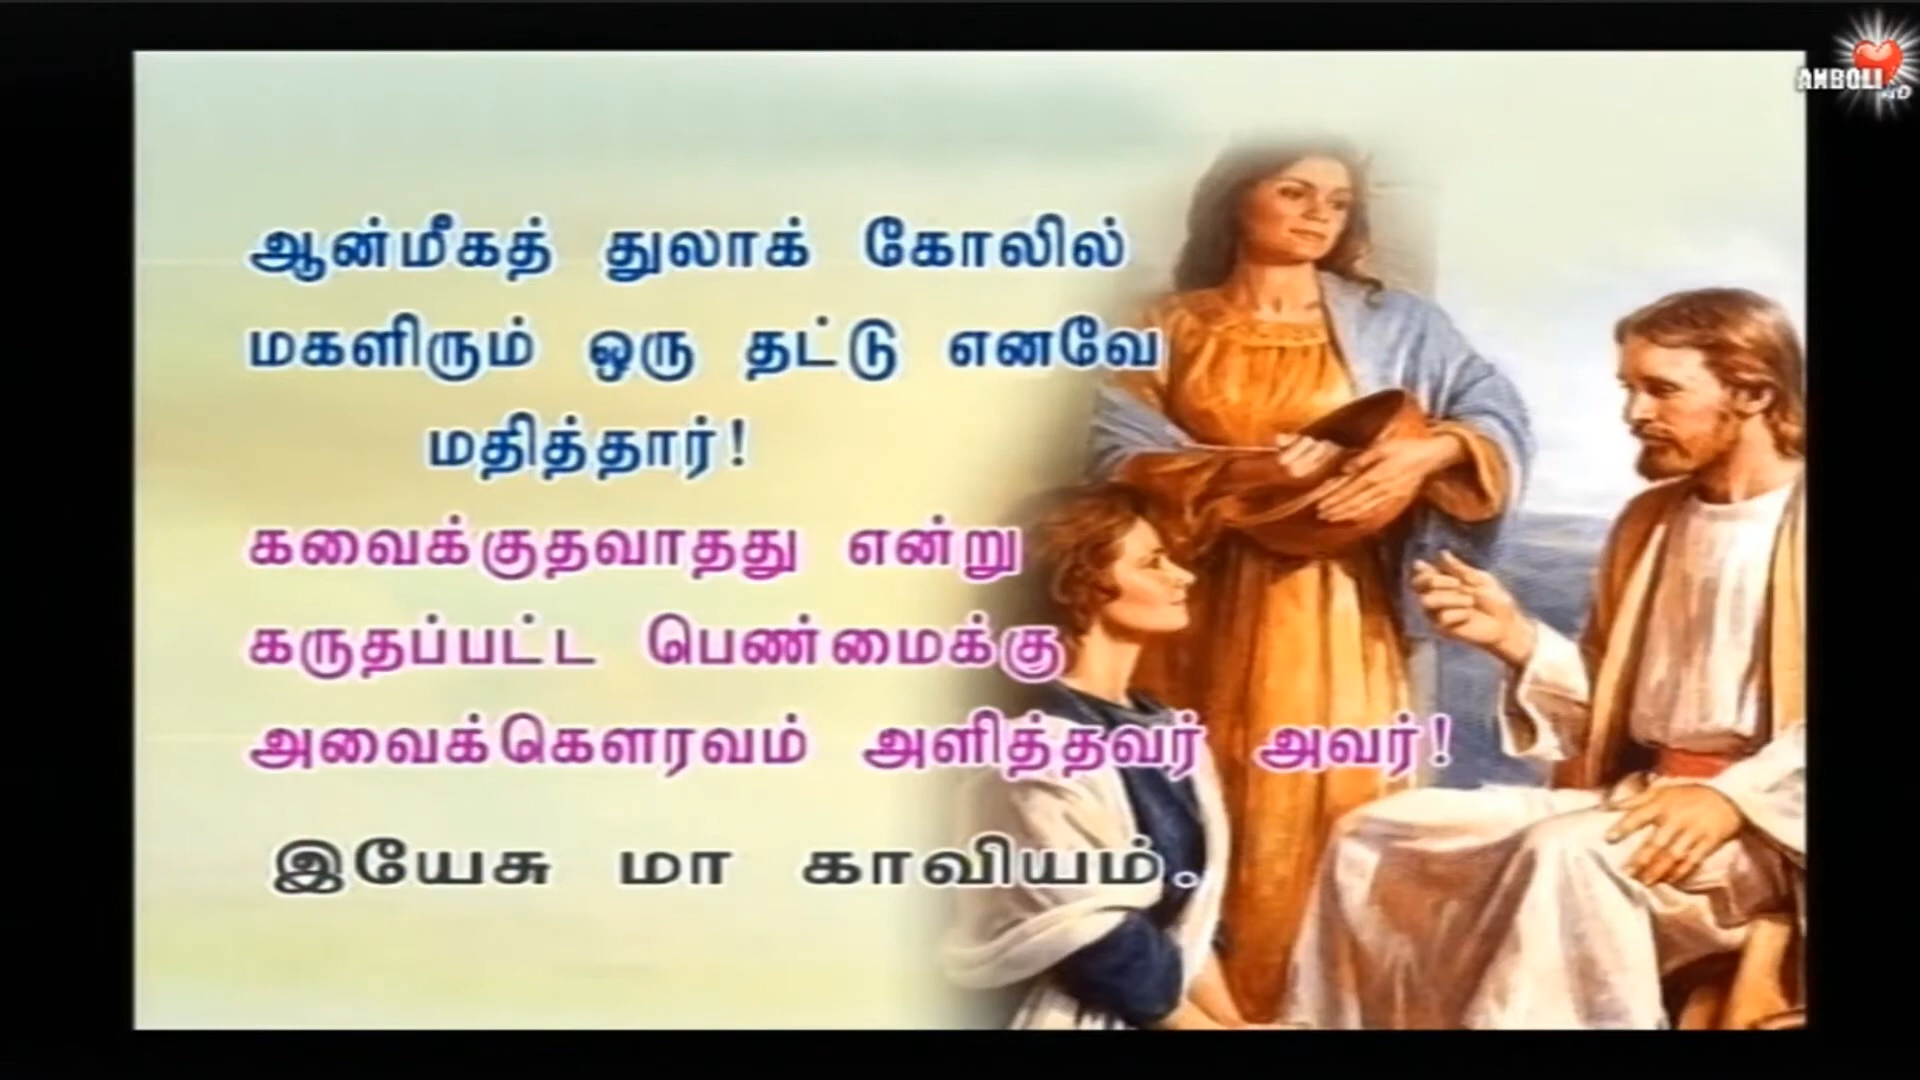 ANBOLI HD
ஆன்மீகத் துலாக் கோலில்
மகளிரும் ஒரு தட்டு எனவே
மதித்தார்!
கவைக்குதவாதது என்று
கருதப்பட்ட பெண்மைக்கு
அவைக்கௌரவம் அளித்தவர் அவர்!
இயேசு மா காவியம்.